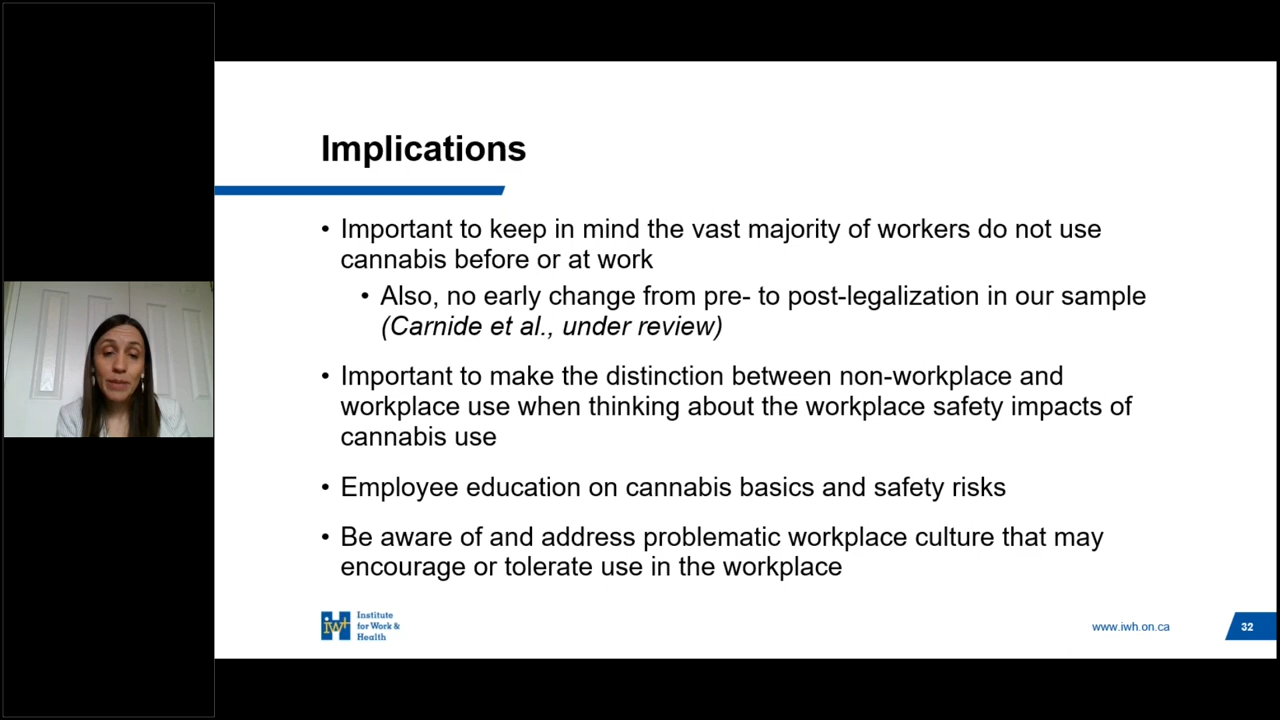 Implications
• Important to keep in mind the vast majority of workers do not use
cannabis before or at work
• Also, no early change from pre- to post-legalization in our sample
(Carnide et al., under review)
• Important to make the distinction between non-workplace and
workplace use when thinking about the workplace safety impacts of
cannabis use
• Employee education on cannabis basics and safety risks
• Be aware of and address problematic workplace culture that may
encourage or tolerate use in the workplace
iwh
Institute
for Work &
Health
www.iwh.on.ca
32